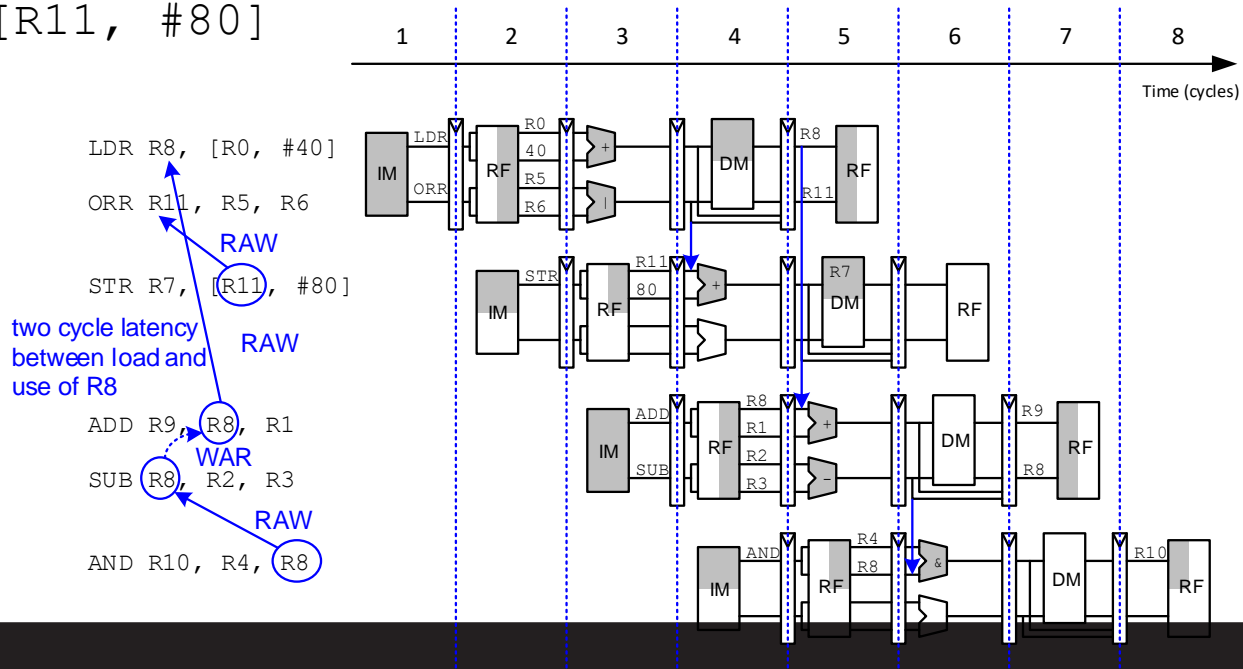 [R11, #80]
1 2 3 4 5 6 7 8
Time (cycles)
LDR R8, [R0, #40]
ORR R11, R5, R6
RAW
STR R7, [R11, #80]
two cycle latency
between load and
use of R8
RAW
ADD R9, R8, R1
WAR
SUB R8, R2, R3
RAW
AND R10, R4, R8
IM
LDR
ORR
RF
R0
40
R5
R6
+
|
DM
R8
R11
RF
IM
STR
RF
R11
80
+
R7
DM
RF
IM
ADD
SUB
RF
R8
R1
R2
R3
+
-
DM
R9
R8
RF
IM
AND
RF
R4
R8
&
DM
R10
RF